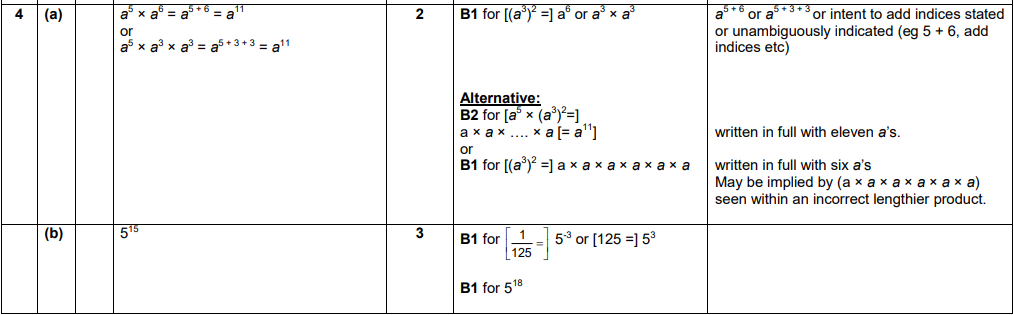 4 (a) a⁵ × a⁶ = a⁵⁺⁶ = a¹¹ 2 B1 for [(a³)² =] a⁶ or a³ × a³ a⁵⁺⁶ or a⁵⁺³⁺³ or intent to add indices stated
or or unambiguously indicated (eg 5 + 6, add
a⁵ × a³ × a³ = a⁵⁺³⁺³ = a¹¹ indices etc)
Alternative:
B2 for [a⁵ × (a³)²=]
a × a × .... × a [= a¹¹] written in full with eleven a's.
or
B1 for [(a³)² =] a × a × a × a × a × a written in full with six a's
May be implied by (a × a × a × a × a × a)
seen within an incorrect lengthier product.
(b) 5¹⁵ 3 B1 for [1/125 =] 5⁻³ or [125 =] 5³
B1 for 5¹⁸